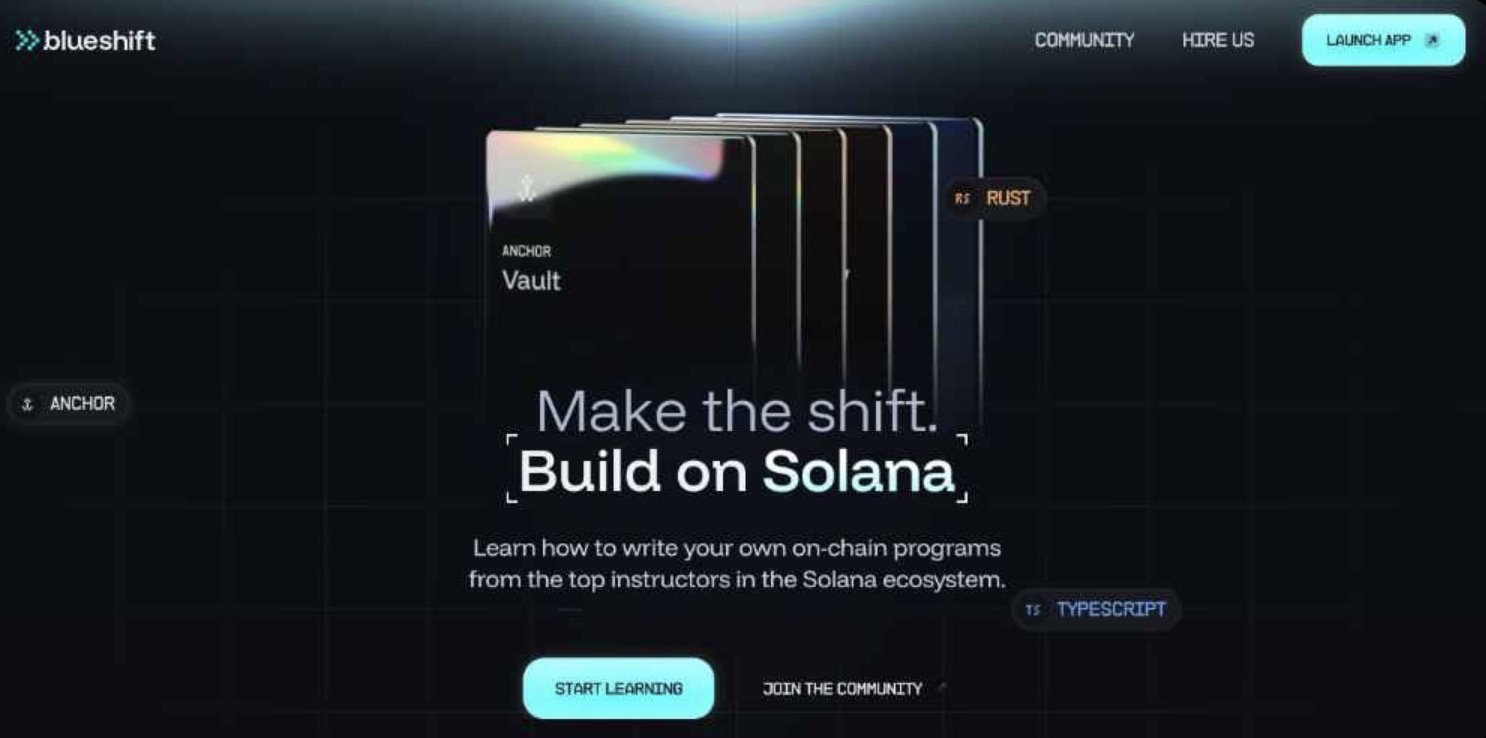 blueshift
COMMUNITY
HIRE US
LAUNCH APP
RS RUST
ANCHOR
Vault
ANCHOR
Make the shift.
Build on Solana
Learn how to write your own on-chain programs
from the top instructors in the Solana ecosystem.
TS TYPESCRIPT
START LEARNING
JOIN THE COMMUNITY